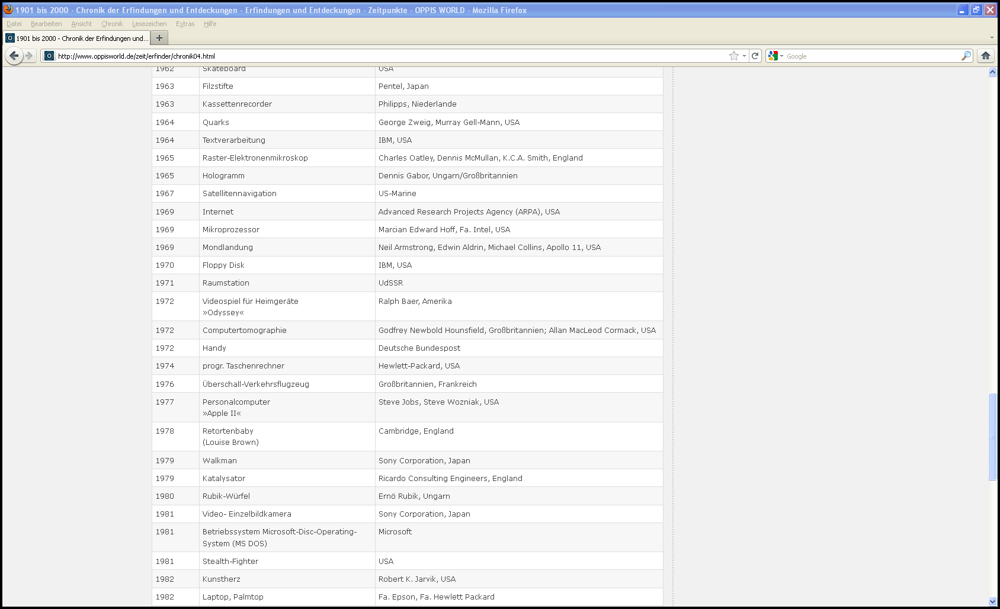 1901 bis 2000 - Chronik der Erfindungen und Entdeckungen - Erfindungen und Entdeckungen - Zeitpunkte - OPPIS WORLD - Mozilla Firefox
Datei Bearbeiten Ansicht Chronik Lesezeichen Extras Hilfe
1901 bis 2000 - Chronik der Erfindungen und...
http://www.oppisworld.de/zeit/erfinder/chronik04.html Google
1962 Skateboard USA
1963 Filzstifte Pentel, Japan
1963 Kassettenrecorder Philipps, Niederlande
1964 Quarks George Zweig, Murray Gell-Mann, USA
1964 Textverarbeitung IBM, USA
1965 Raster-Elektronenmikroskop Charles Oatley, Dennis McMullan, K.C.A. Smith, England
1965 Hologramm Dennis Gabor, Ungarn/Großbritannien
1967 Satellitennavigation US-Marine
1969 Internet Advanced Research Projects Agency (ARPA), USA
1969 Mikroprozessor Marcian Edward Hoff, Fa. Intel, USA
1969 Mondlandung Neil Armstrong, Edwin Aldrin, Michael Collins, Apollo 11, USA
1970 Floppy Disk IBM, USA
1971 Raumstation UdSSR
1972 Videospiel für Heimgeräte Ralph Baer, Amerika
»Odyssey«
1972 Computertomographie Godfrey Newbold Hounsfield, Großbritannien; Allan MacLeod Cormack, USA
1972 Handy Deutsche Bundespost
1974 progr. Taschenrechner Hewlett-Packard, USA
1976 Überschall-Verkehrsflugzeug Großbritannien, Frankreich
1977 Personalcomputer Steve Jobs, Steve Wozniak, USA
»Apple II«
1978 Retortenbaby Cambridge, England
(Louise Brown)
1979 Walkman Sony Corporation, Japan
1979 Katalysator Ricardo Consulting Engineers, England
1980 Rubik-Würfel Ernö Rubik, Ungarn
1981 Video- Einzelbildkamera Sony Corporation, Japan
1981 Betriebssystem Microsoft-Disc-Operating- Microsoft
System (MS DOS)
1981 Stealth-Fighter USA
1982 Kunstherz Robert K. Jarvik, USA
1982 Laptop, Palmtop Fa. Epson, Fa. Hewlett Packard